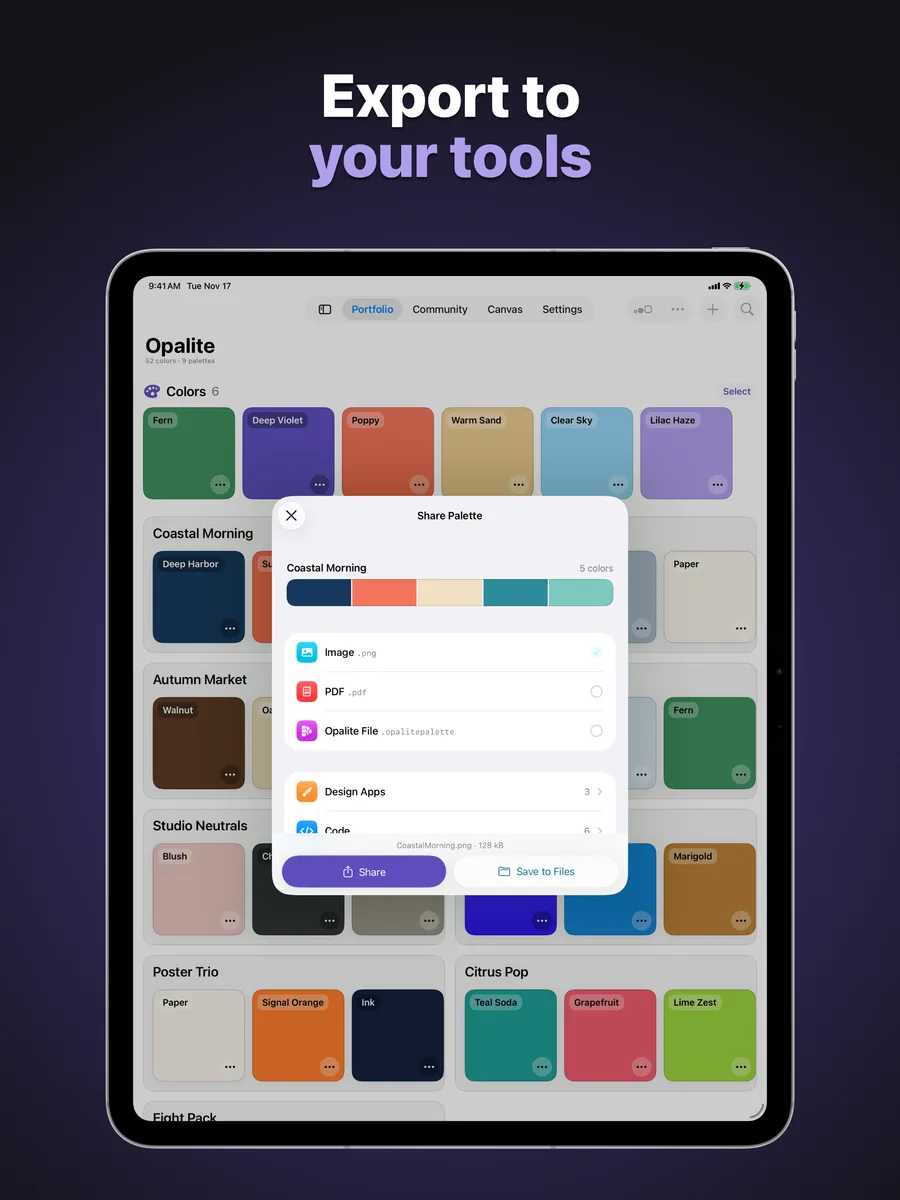 Export to
your tools
9:41 AM Tue Nov 17
Portfolio Community Canvas Settings
Opalite
52 colors · 9 palettes
Colors 6 Select
Fern Deep Violet Poppy Warm Sand Clear Sky Lilac Haze
Share Palette
Coastal Morning
Deep Harbor Su Paper
Coastal Morning 5 colors
Image .png
PDF .pdf
Opalite File .opalitepalette
Autumn Market
Walnut Oa Fern
Design Apps 3
Code 6
CoastalMorning.png · 128 kB
Share Save to Files
Studio Neutrals
Blush Ch Marigold
Poster Trio Citrus Pop
Paper Signal Orange Ink Teal Soda Grapefruit Lime Zest
Eight Pack